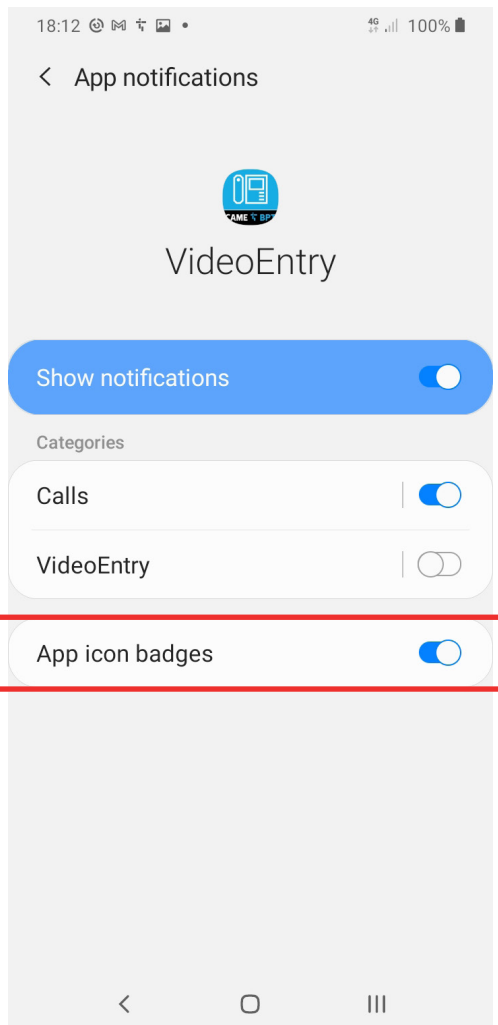 18:12 4G 100%
App notifications
CAME BPT
VideoEntry
Show notifications
Categories
Calls
VideoEntry
App icon badges